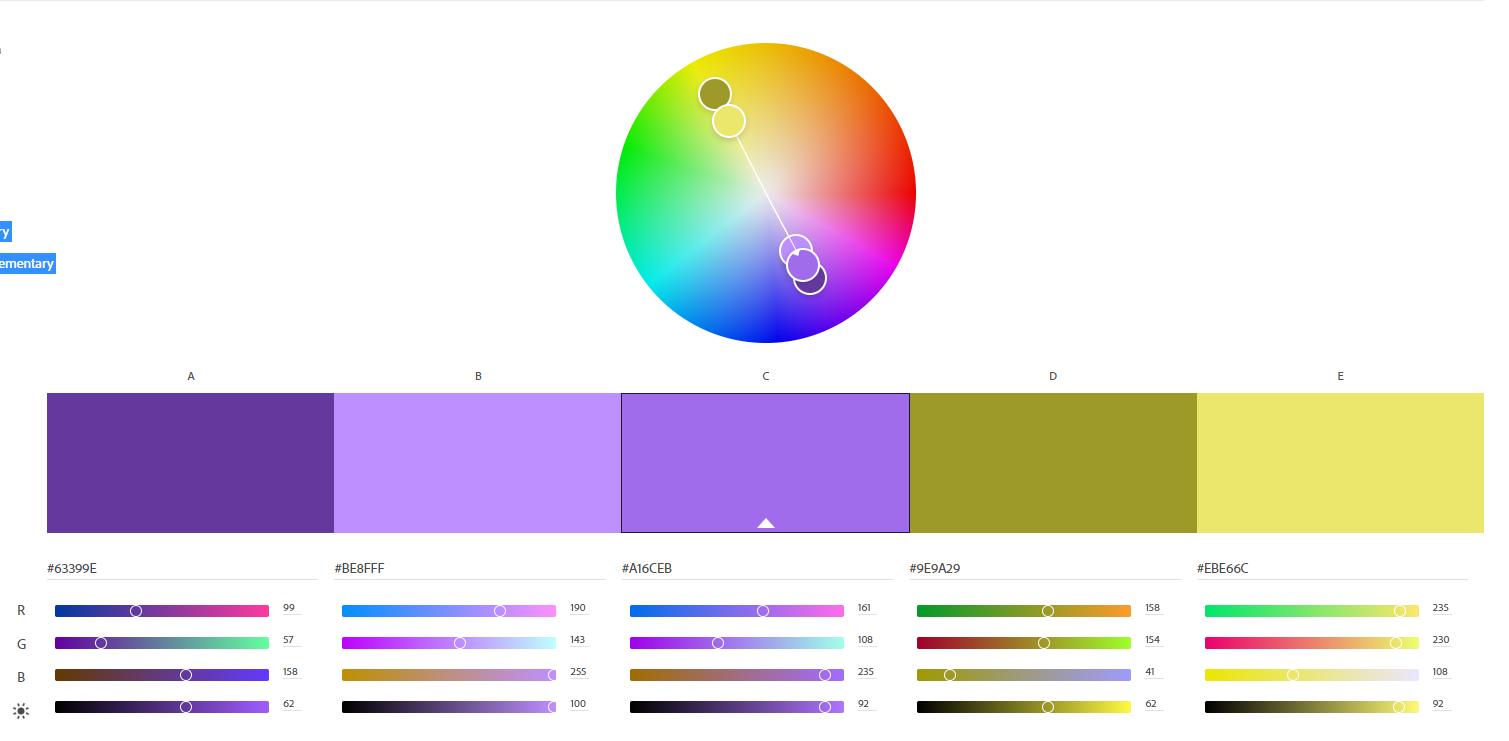 ry
ementary
A B C D E
#63399E #BE8FFF #A16CEB #9E9A29 #EBE66C
R 99 190 161 158 235
G 57 143 108 154 230
B 158 255 235 41 108
62 100 92 62 92